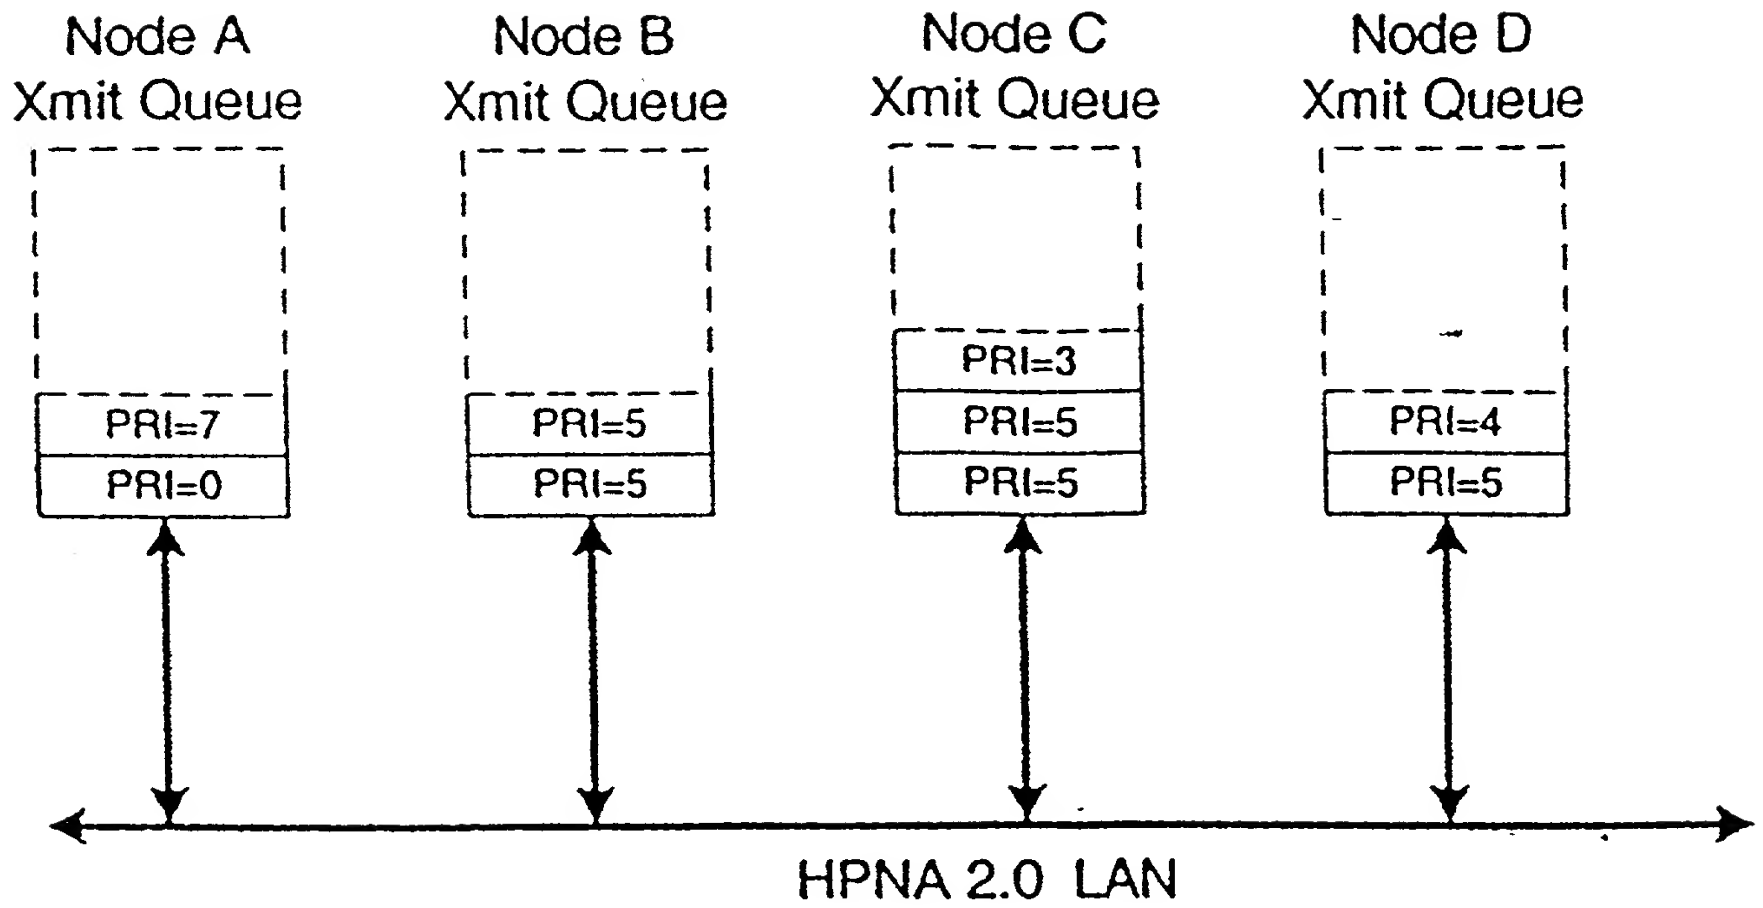 Node A
Xmit Queue
Node B
Xmit Queue
Node C
Xmit Queue
Node D
Xmit Queue
PRI=7
PRI=0
PRI=5
PRI=5
PRI=3
PRI=5
PRI=5
PRI=4
PRI=5
HPNA 2.0 LAN